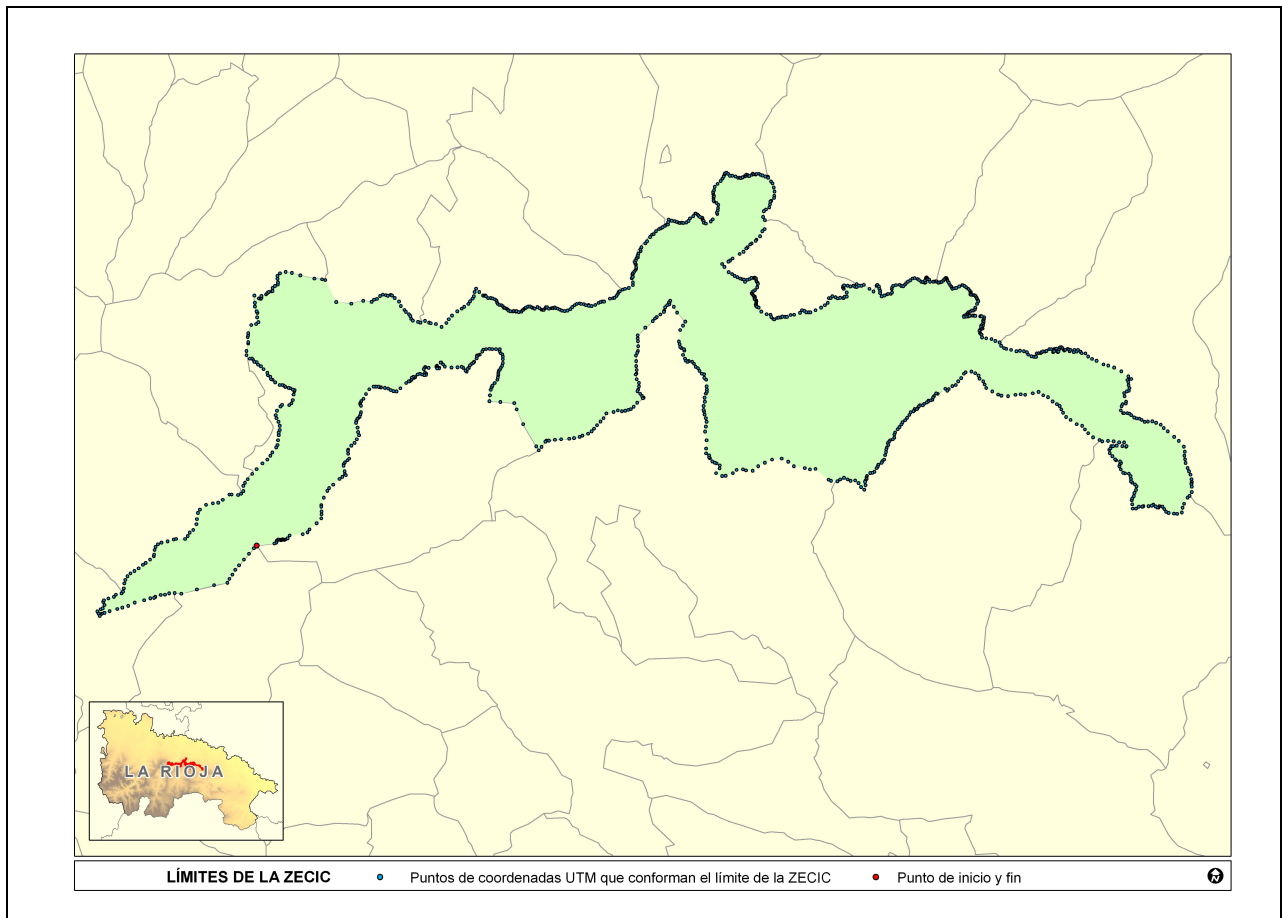 LA RIOJA
LÍMITES DE LA ZECIC
Puntos de coordenadas UTM que conforman el límite de la ZECIC
Punto de inicio y fin
N